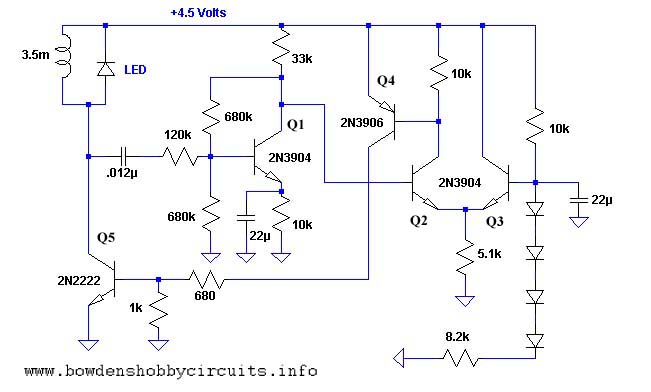 +4.5 Volts
3.5m
LED
33k
Q4
10k
680k
Q1
2N3906
10k
120k
2N3904
2N3904
.012µ
680k
22µ
10k
Q2
Q3
22µ
Q5
5.1k
2N2222
680
1k
8.2k
www.bowdenshobbycircuits.info